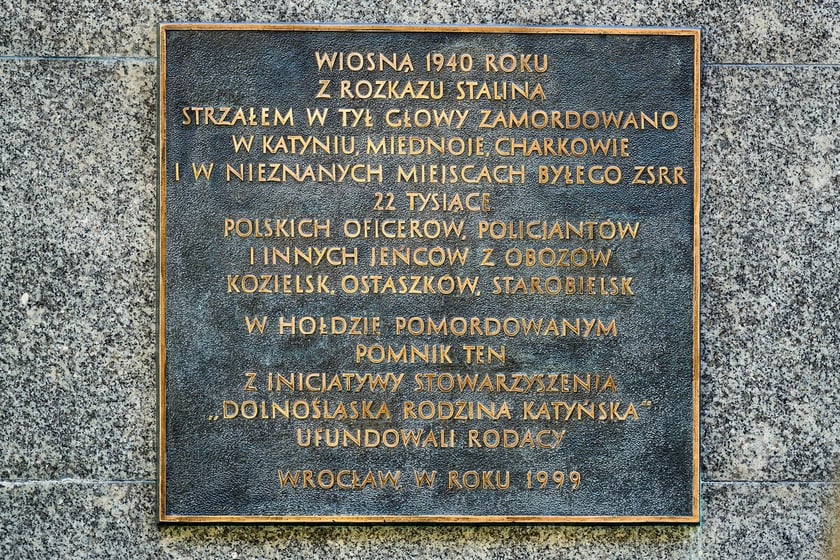 WIOSNĄ 1940 ROKU
Z ROZKAZU STALINA
STRZAŁEM W TYŁ GŁOWY ZAMORDOWANO
W KATYNIU, MIEDNOJE, CHARKOWIE
I W NIEZNANYCH MIEJSCACH BYŁEGO ZSRR
22 TYSIĄCE
POLSKICH OFICERÓW, POLICJANTÓW
I INNYCH JEŃCÓW Z OBOZÓW
KOZIELSK, OSTASZKÓW, STAROBIELSK
W HOŁDZIE POMORDOWANYM
POMNIK TEN
Z INICJATYWY STOWARZYSZENIA
„DOLNOŚLĄSKA RODZINA KATYŃSKA"
UFUNDOWALI RODACY
WROCŁAW, W ROKU 1999